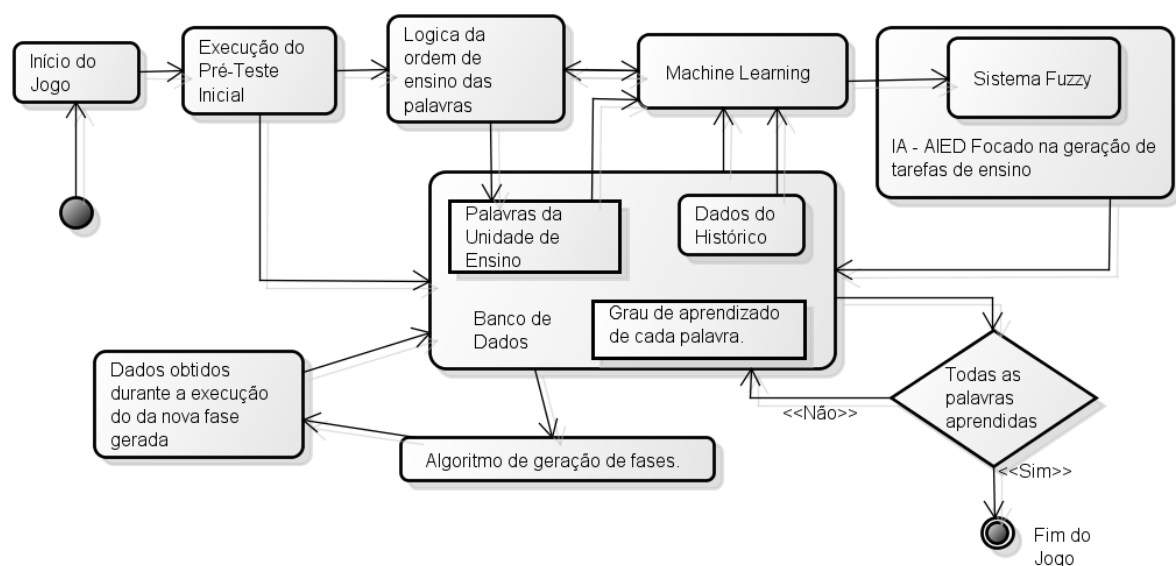 Início do
Jogo
Execução do
Pré-Teste
Inicial
Logica da
ordem de
ensino das
palavras
Machine Learning
Sistema Fuzzy
IA - AIED Focado na geração de
tarefas de ensino
Palavras da
Unidade de
Ensino
Dados do
Histórico
Banco de
Dados
Grau de aprendizado
de cada palavra.
Dados obtidos
durante a execução
do da nova fase
gerada
Algoritmo de geração de fases.
Todas as
palavras
aprendidas
<<Não>>
<<Sim>>
Fim do
Jogo